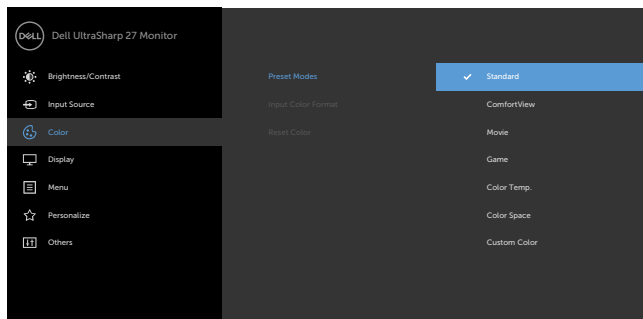 DELL Dell UltraSharp 27 Monitor
Brightness/Contrast
Input Source
Color
Display
Menu
Personalize
Others
Preset Modes
Input Color Format
Reset Color
Standard
ComfortView
Movie
Game
Color Temp.
Color Space
Custom Color